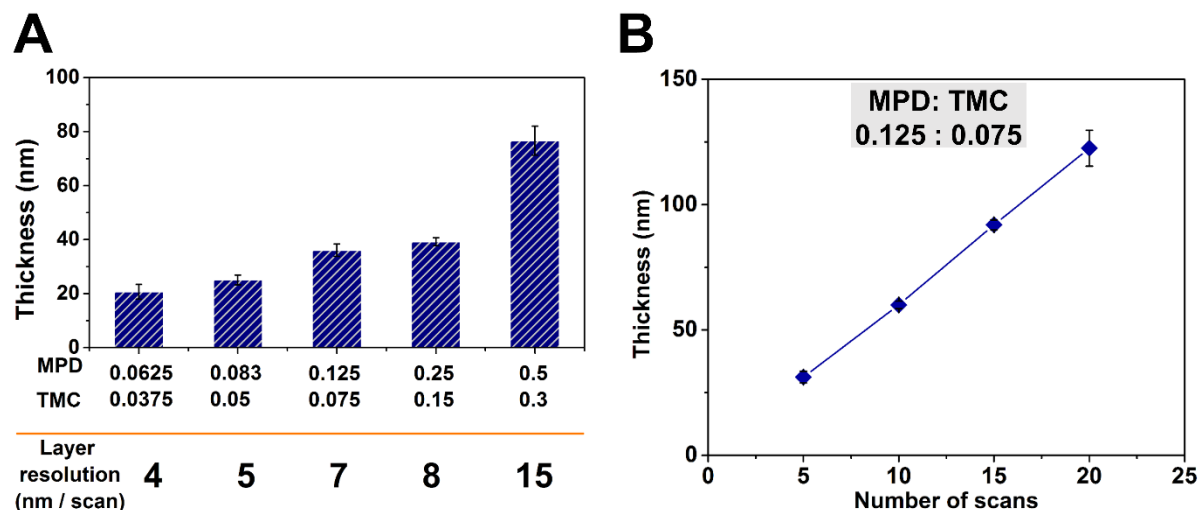 A
Thickness (nm)
100
80
60
40
20
0
MPD 0.0625 0.083 0.125 0.25 0.5
TMC 0.0375 0.05 0.075 0.15 0.3
Layer
resolution
(nm / scan)
4 5 7 8 15
B
Thickness (nm)
150
100
50
0
MPD: TMC
0.125 : 0.075
0 5 10 15 20 25
Number of scans